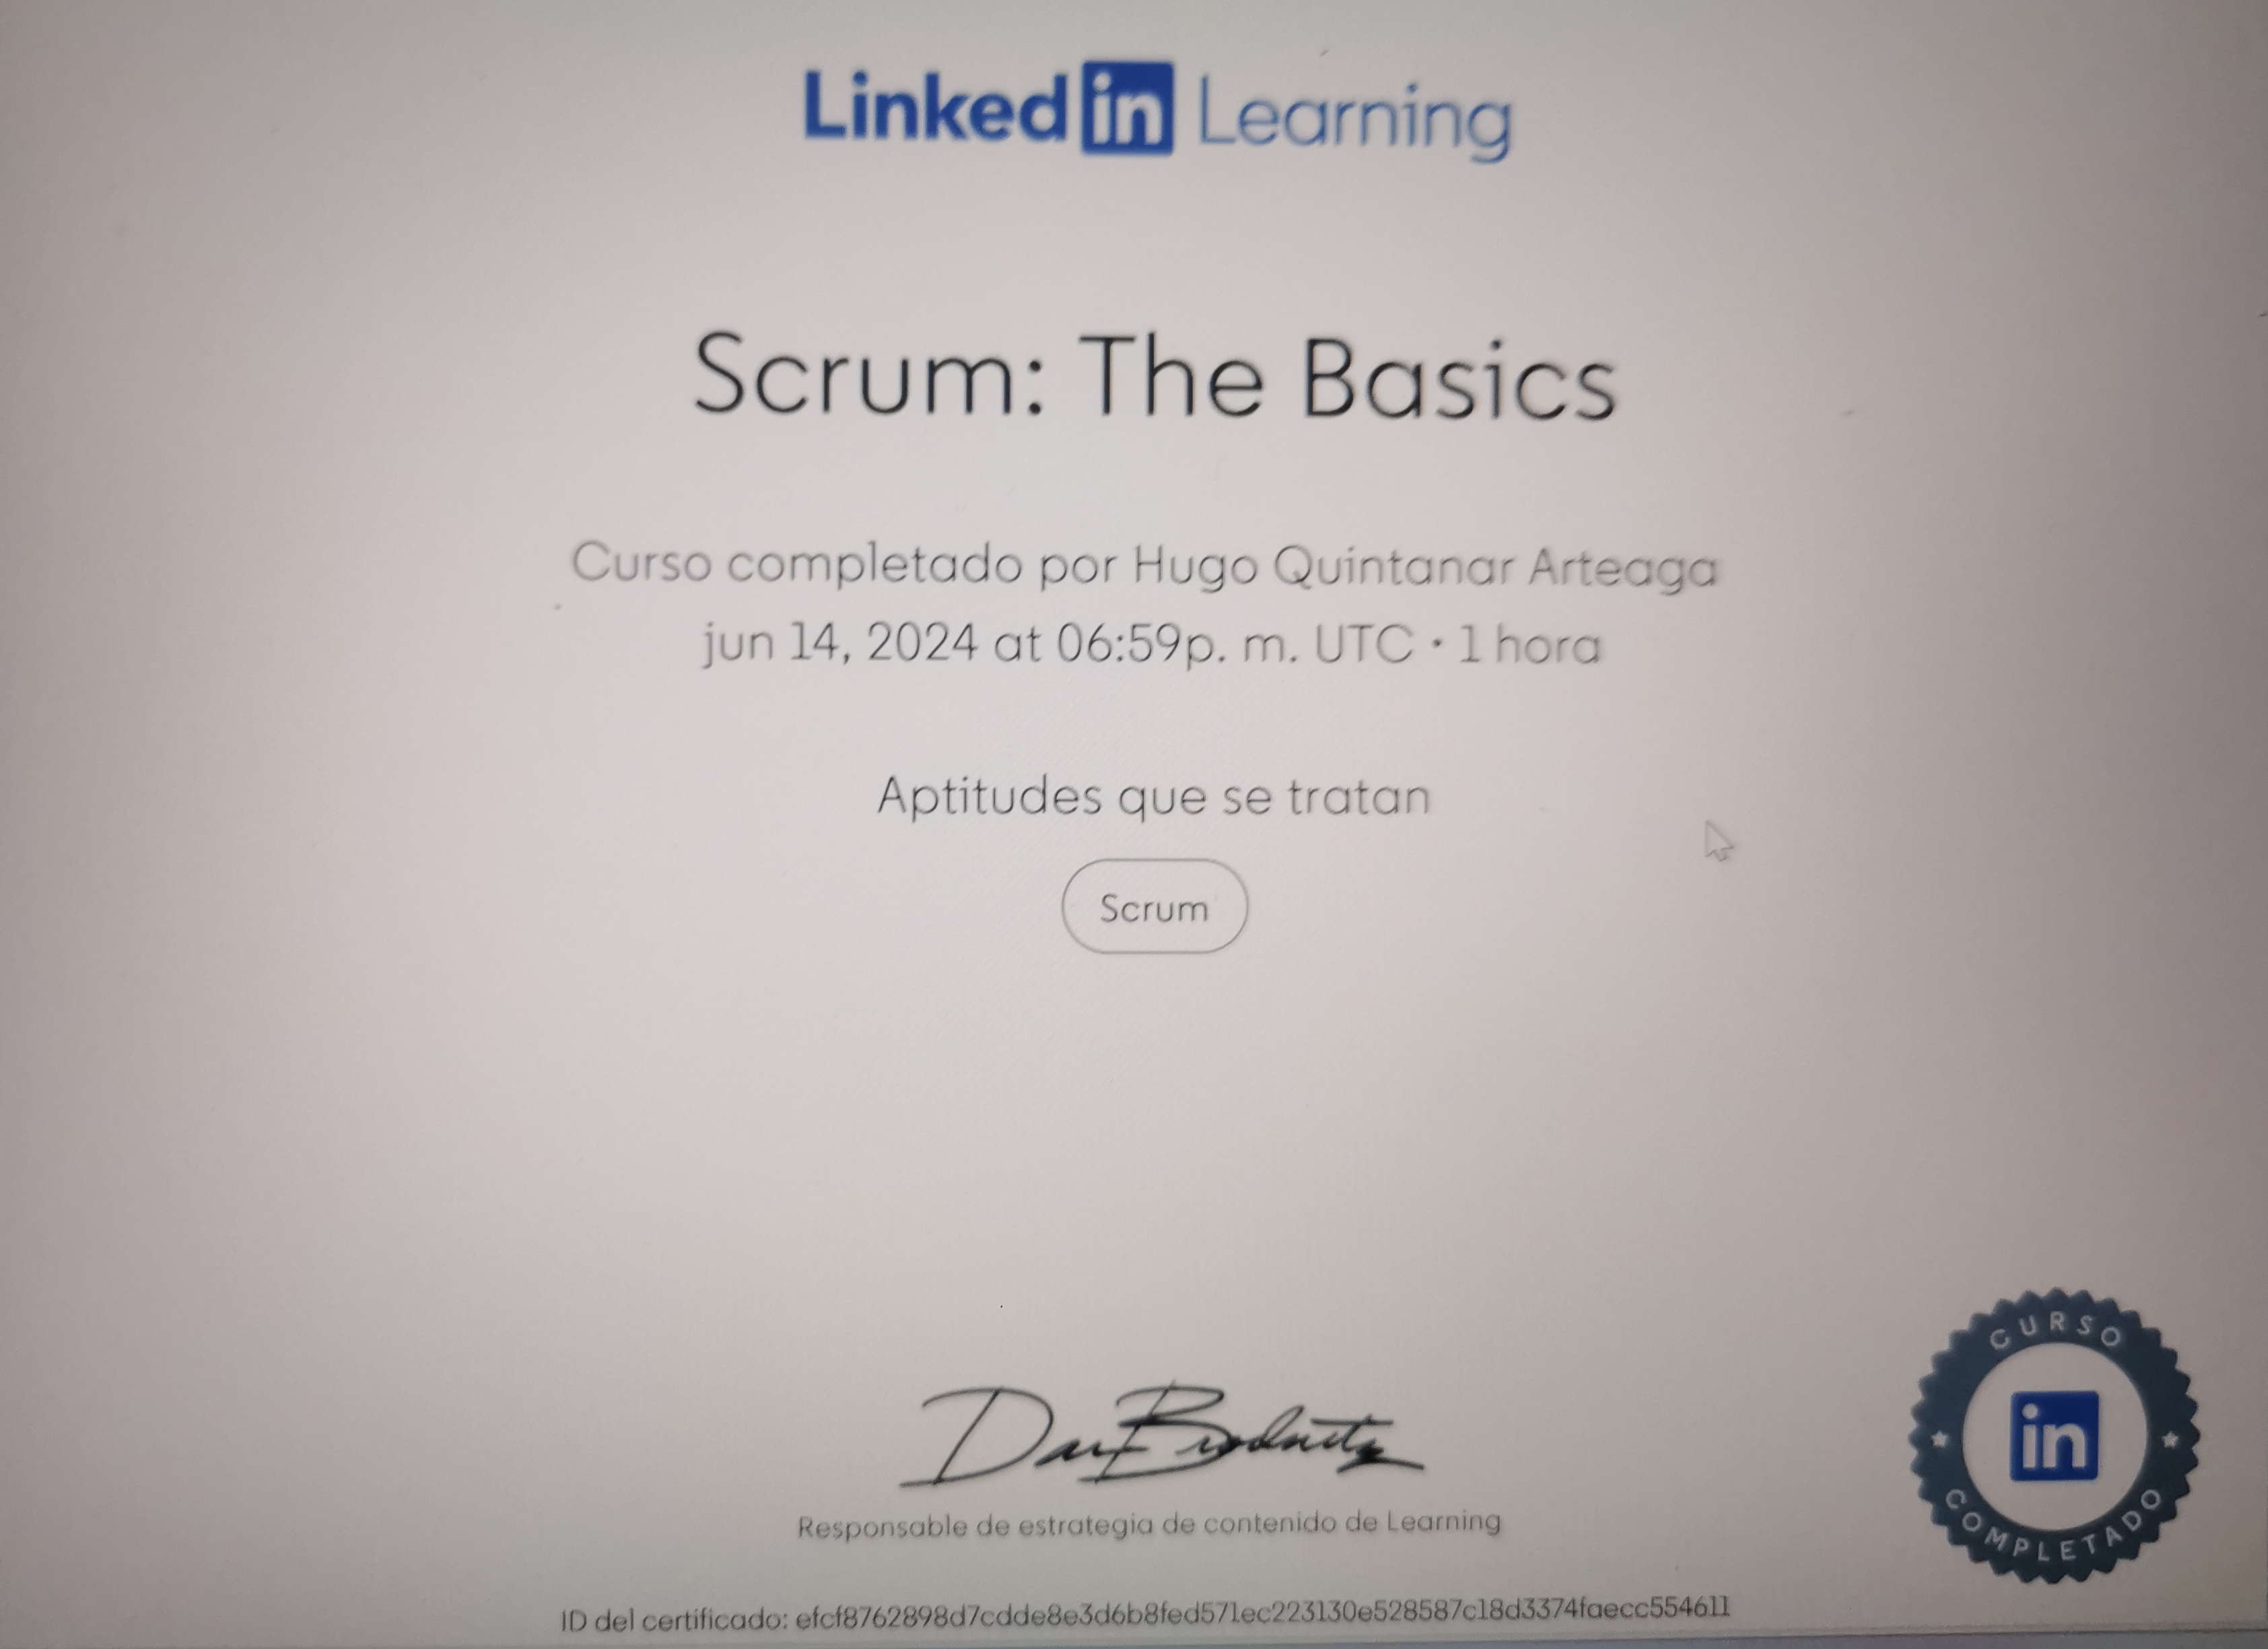 Linked in Learning
Scrum: The Basics
Curso completado por Hugo Quintanar Arteaga
jun 14, 2024 at 06:59p. m. UTC • 1 hora
Aptitudes que se tratan
Scrum
Responsable de estrategia de contenido de Learning
CURSO
in
COMPLETADO
ID del certificado: efcf8762898d7cdde8e3d6b8fed571ec223130e528587c18d3374faecc554611